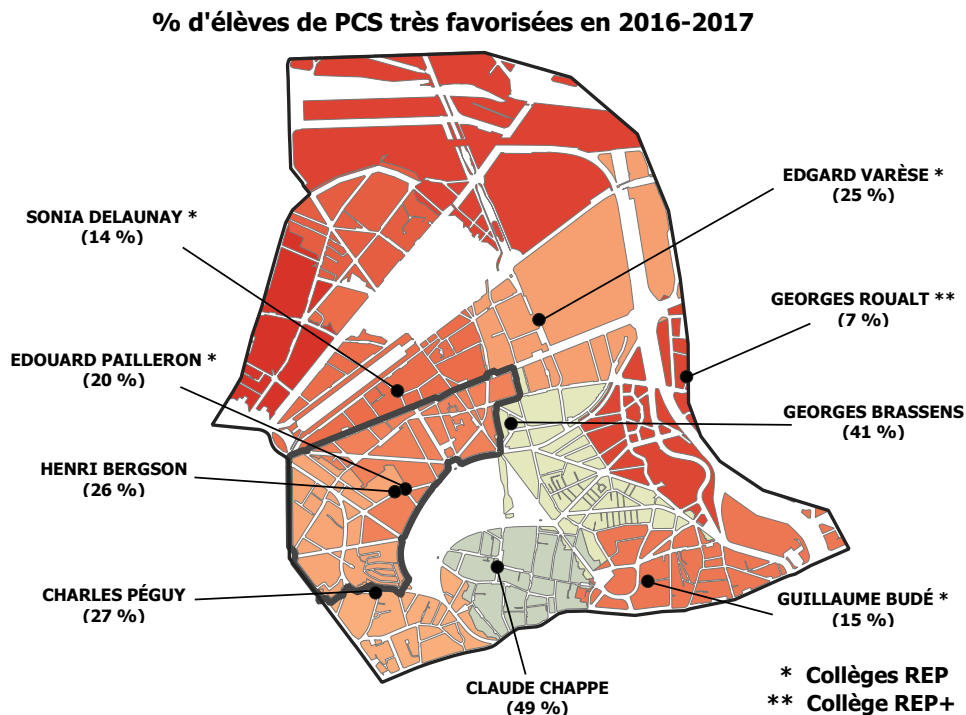 % d'élèves de PCS très favorisées en 2016-2017
EDGARD VARÈSE *
(25 %)
SONIA DELAUNAY *
(14 %)
GEORGES ROUALT **
(7 %)
EDOUARD PAILLERON *
(20 %)
GEORGES BRASSENS
(41 %)
HENRI BERGSON
(26 %)
CHARLES PÉGUY
(27 %)
GUILLAUME BUDÉ *
(15 %)
CLAUDE CHAPPE
(49 %)
* Collèges REP
** Collège REP+